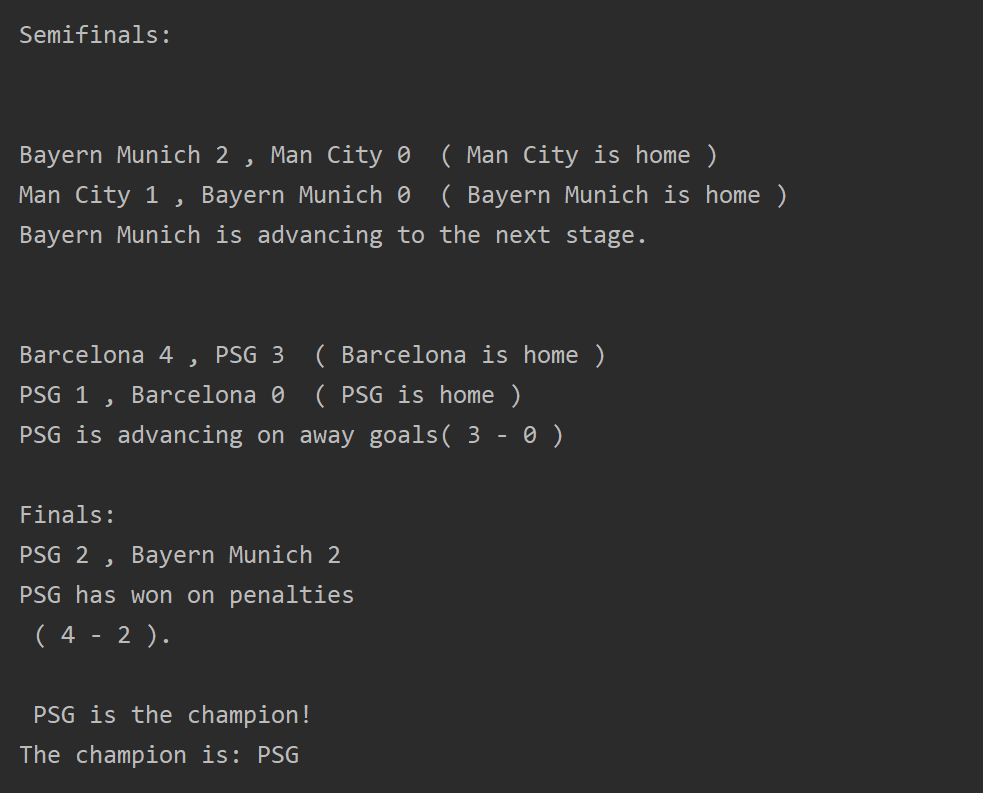 Semifinals:
Bayern Munich 2 , Man City 0  ( Man City is home )
Man City 1 , Bayern Munich 0  ( Bayern Munich is home )
Bayern Munich is advancing to the next stage.
Barcelona 4 , PSG 3  ( Barcelona is home )
PSG 1 , Barcelona 0  ( PSG is home )
PSG is advancing on away goals( 3 - 0 )
Finals:
PSG 2 , Bayern Munich 2
PSG has won on penalties
 ( 4 - 2 ).
 PSG is the champion!
The champion is: PSG